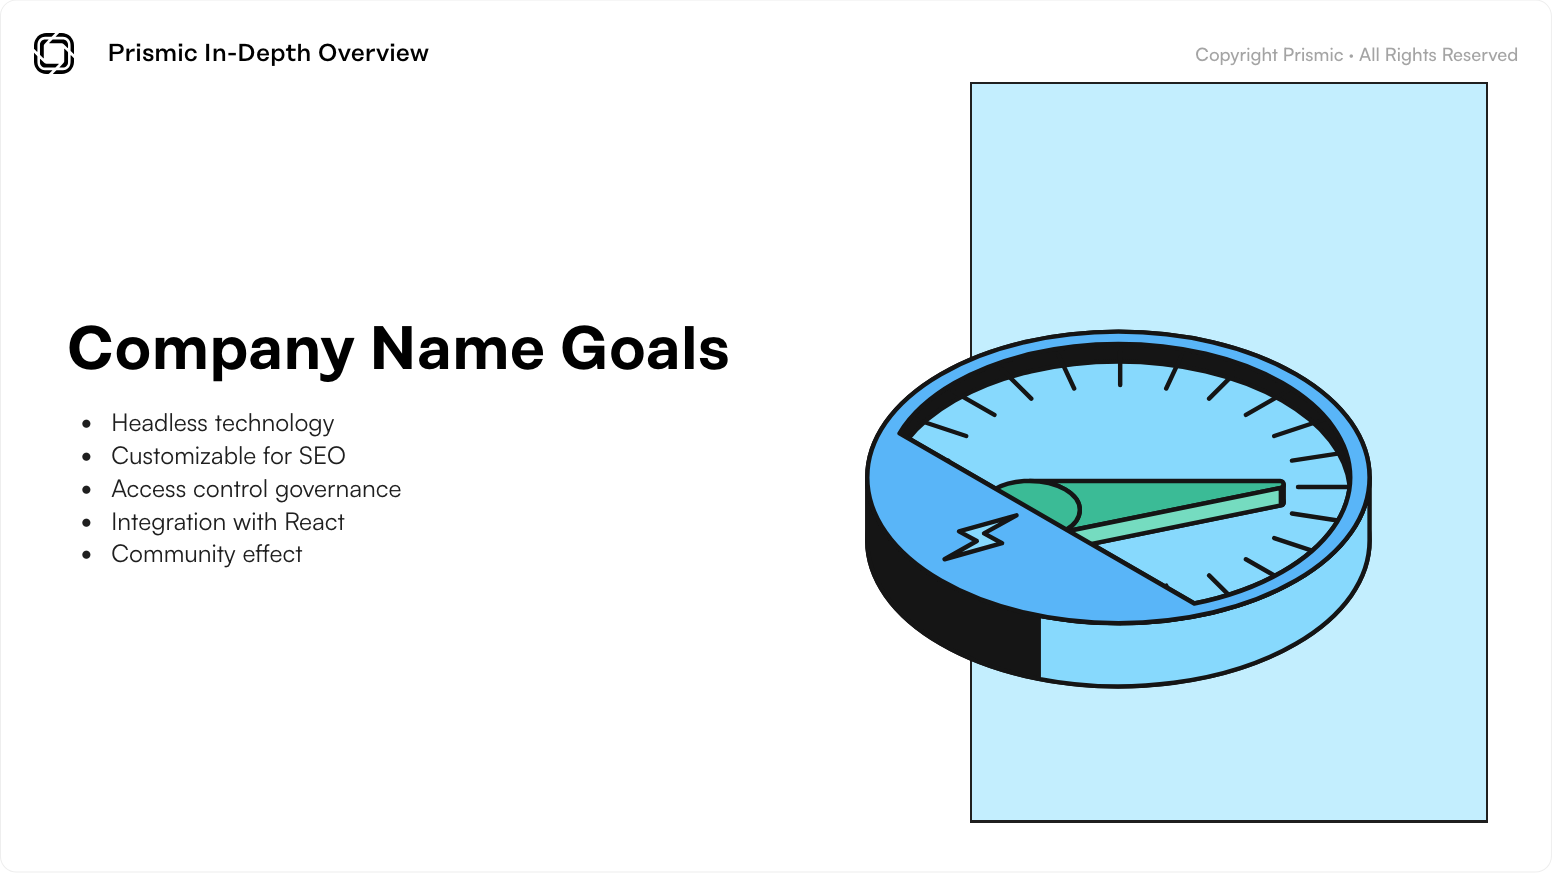 Prismic In-Depth Overview
Copyright Prismic • All Rights Reserved
Company Name Goals
• Headless technology
• Customizable for SEO
• Access control governance
• Integration with React
• Community effect